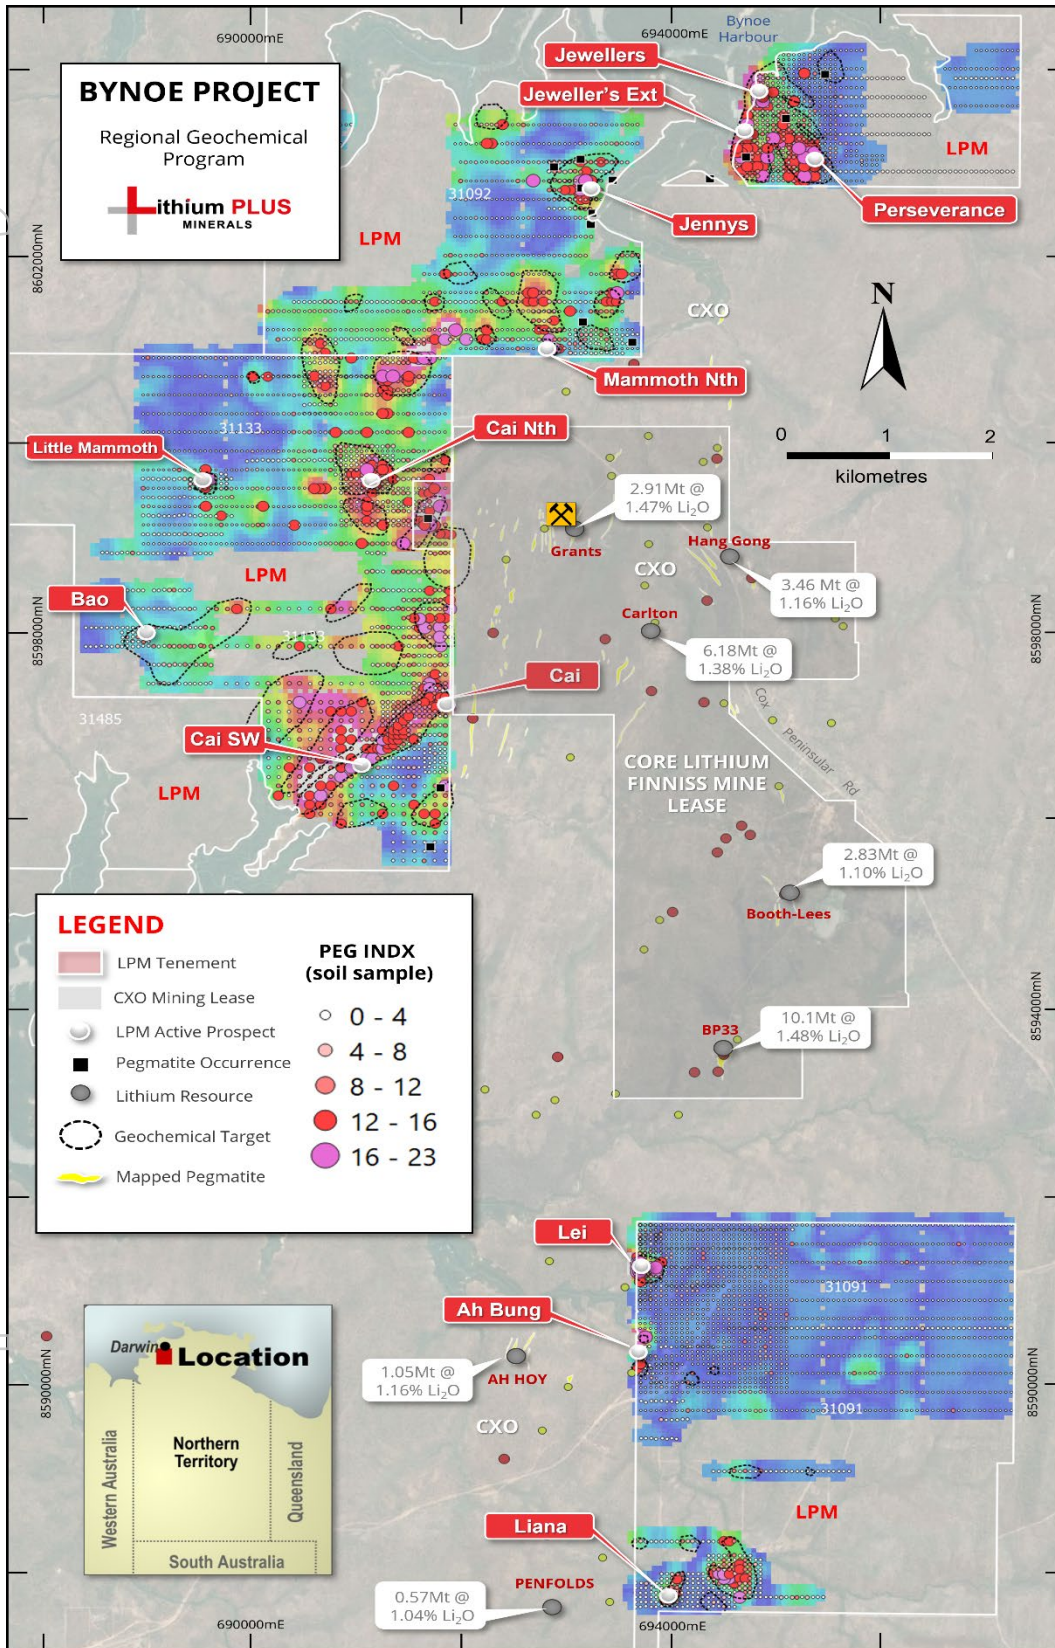 690000mE
694000mE
Bynoe
Harbour
BYNOE PROJECT
Regional Geochemical
Program
Lithium PLUS
MINERALS
Jewellers
Jeweller's Ext
LPM
Perseverance
31092
Jennys
LPM
8602000mN
8602000mN
CXO
N
Mammoth Nth
0 1 2
kilometres
31133
Cai Nth
Little Mammoth
2.91Mt @
1.47% Li₂O
Grants
Hang Gong
CXO
3.46 Mt @
1.16% Li₂O
LPM
Bao
Carlton
8598000mN
8598000mN
31133
6.18Mt @
1.38% Li₂O
Cai
31485
Cai SW
Cox Peninsular Rd
LPM
CORE LITHIUM
FINNISS MINE
LEASE
2.83Mt @
1.10% Li₂O
Booth-Lees
LEGEND
LPM Tenement
CXO Mining Lease
LPM Active Prospect
Pegmatite Occurrence
Lithium Resource
Geochemical Target
Mapped Pegmatite
PEG INDX
(soil sample)
0 - 4
4 - 8
8 - 12
12 - 16
16 - 23
8594000mN
BP33
10.1Mt @
1.48% Li₂O
Lei
31091
Ah Bung
Darwin
Location
Western Australia
Northern
Territory
Queensland
South Australia
8590000mN
8590000mN
1.05Mt @
1.16% Li₂O
AH HOY
CXO
31091
LPM
Liana
PENFOLDS
0.57Mt @
1.04% Li₂O
690000mE
694000mE